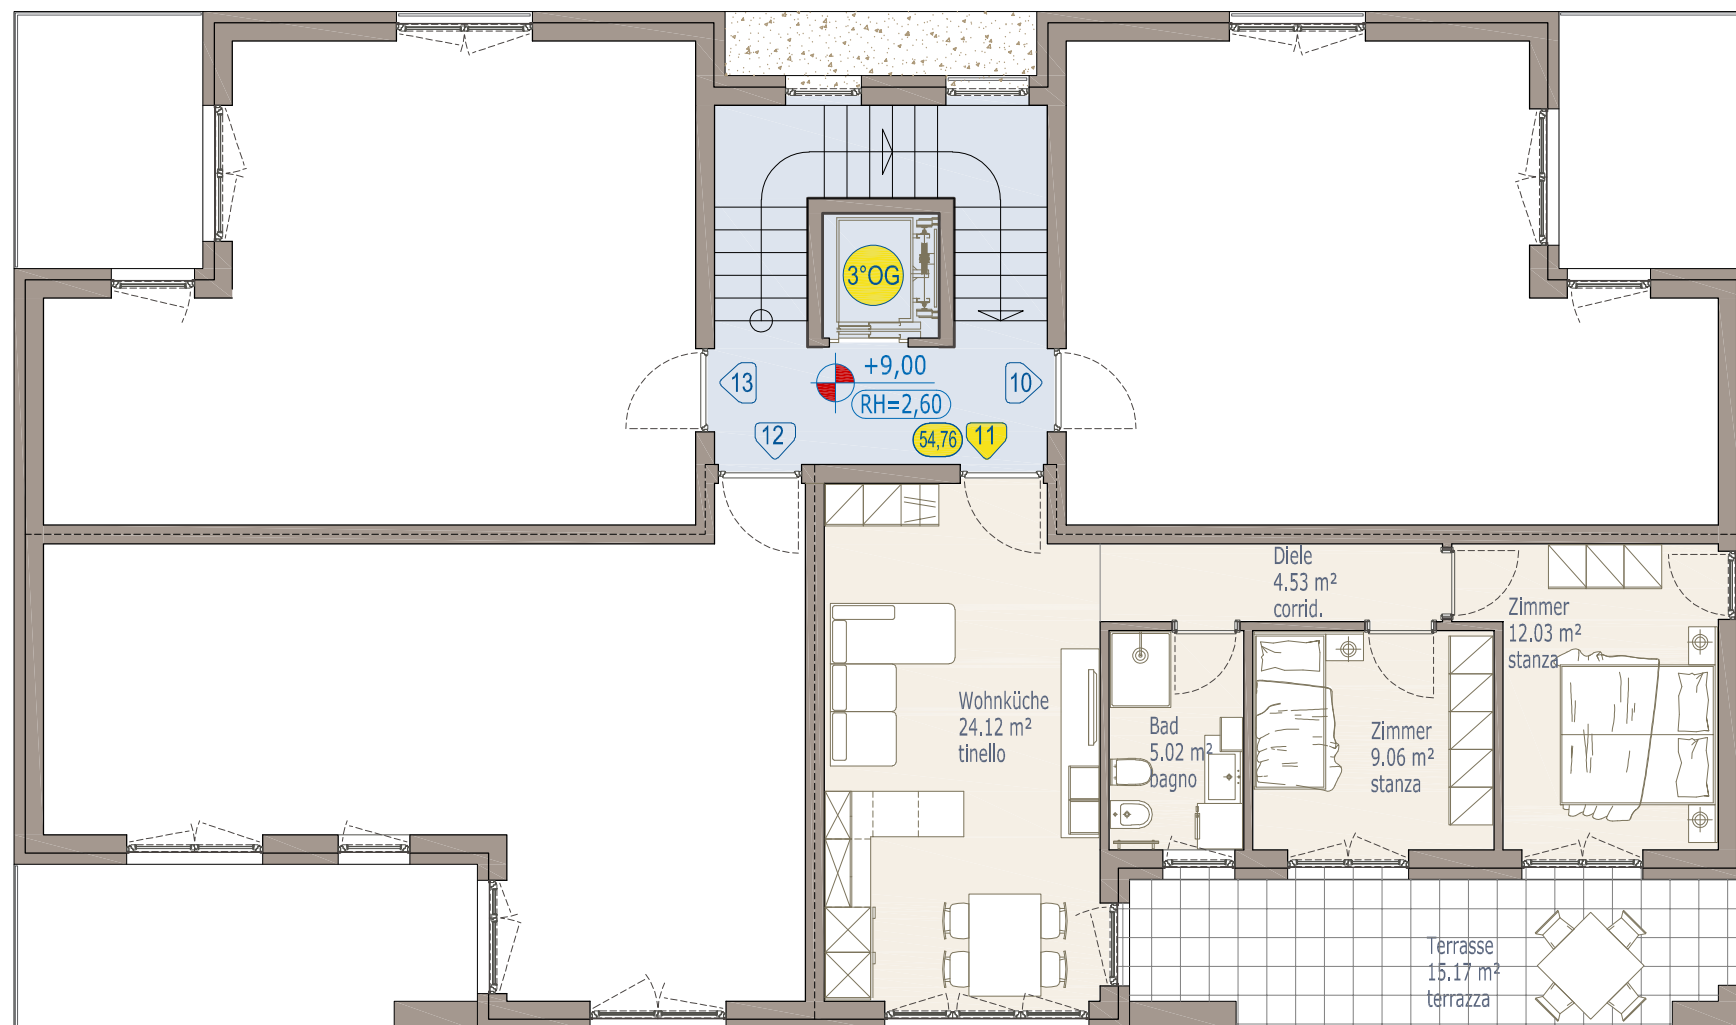 3°OG
+9,00
RH=2,60
13
10
12
54,76
11
Diele
4.53 m²
corrid.
Zimmer
12.03 m²
stanza
Wohnküche
24.12 m²
tinello
Bad
5.02 m²
bagno
Zimmer
9.06 m²
stanza
Terrasse
15.17 m²
terrazza